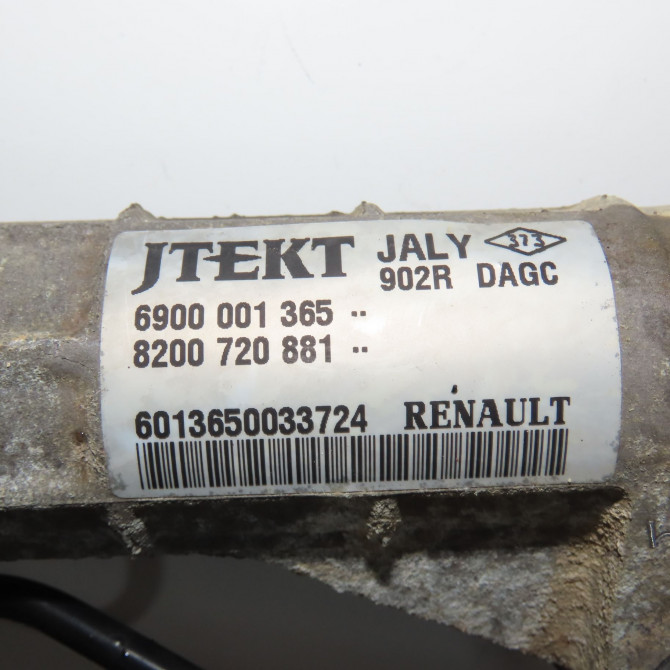 JTEKT JALY 373
902R DAGC
6900 001 365 ..
8200 720 881 ..
6013650033724 RENAULT